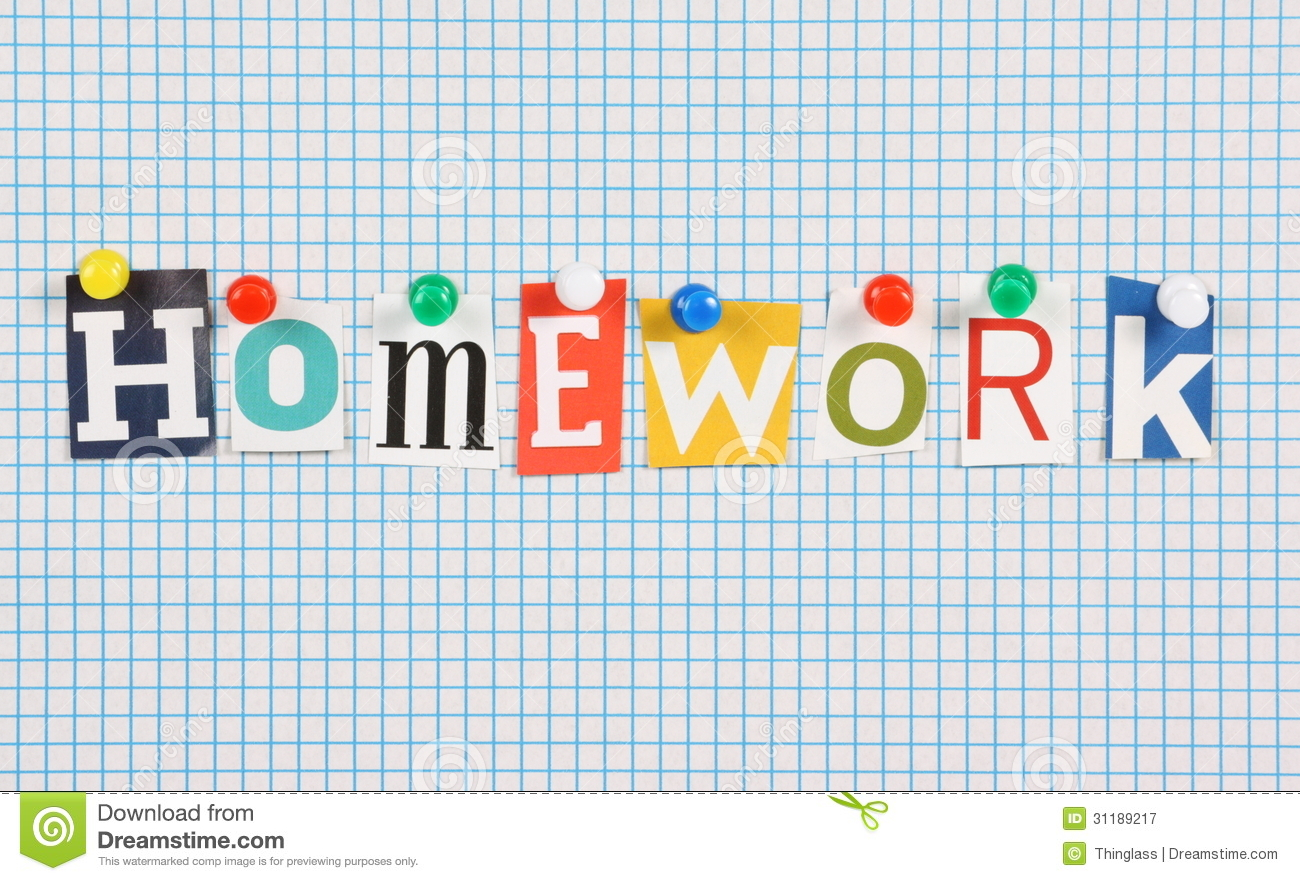 HomEwoRk
Download from
Dreamstime.com
This watermarked comp image is for previewing purposes only.
ID 31189217
© Thinglass | Dreamstime.com